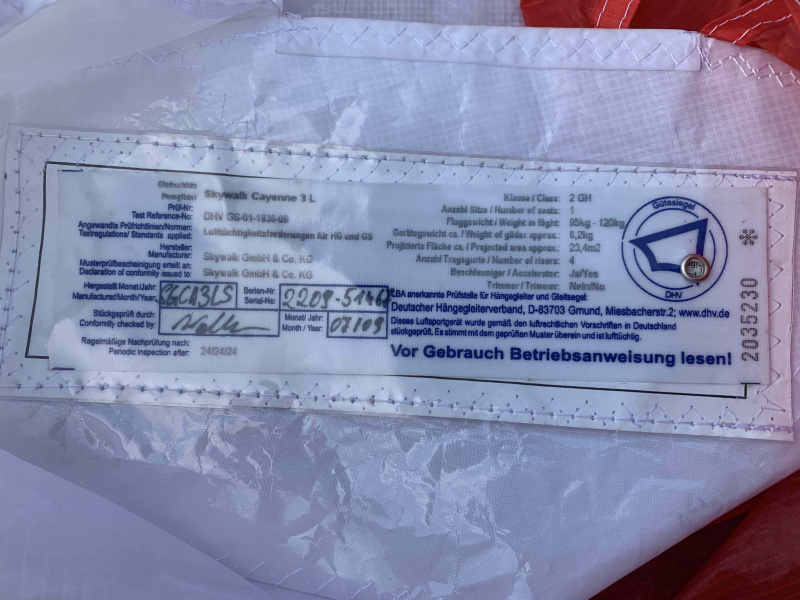 Gleitschirm:
Paraglider: Skywalk Cayenne 3 L
Prüf-Nr:
Test Reference-No: DHV GS-01-1836-09
Angewandte Prüfrichtlinien/Normen:
Testregulations/ Standards applied: Lufttüchtigkeitsforderungen für HG und GS
Hersteller:
Manufacturer: Skywalk GmbH & Co. KG
Musterprüfbescheinigung erteilt an:
Declaration of conformity issued to: Skywalk GmbH & Co. KG
Hergestellt Monat/Jahr:
Manufactured/Month/Year: SGCA3LS
Serien-Nr:
Serial-No: 2209-
Stückgeprüft durch:
Conformity checked by:
Monat/ Jahr:
Month / Year: 07/09
Regelmäßige Nachprüfung nach:
Periodic inspection after: 24/24/24
Klasse / Class: 2 GH
Anzahl Sitze / Number of seats: 1
Fluggewicht / Weight in flight: 95kg - 120kg
Gerätegewicht ca. / Weight of glider approx. 6,2kg
Projizierte Fläche ca. / Projected area approx. 23,4m2
Anzahl Tragegurte / Number of risers: 4
Beschleuniger / Accelerater: Ja/Yes
Trimmer / Trimmer: Nein/No
LBA anerkannte Prüfstelle für Hängegleiter und Gleitsegel:
Deutscher Hängegleiterverband, D-83703 Gmund, Miesbacherstr.2; www.dhv.de
Dieses Luftsportgerät wurde gemäß den luftrechtlichen Vorschriften in Deutschland
stückgeprüft. Es stimmt mit dem geprüften Muster überein und ist lufttüchtig.
Vor Gebrauch Betriebsanweisung lesen!
Gütesiegel
DHV
2035230